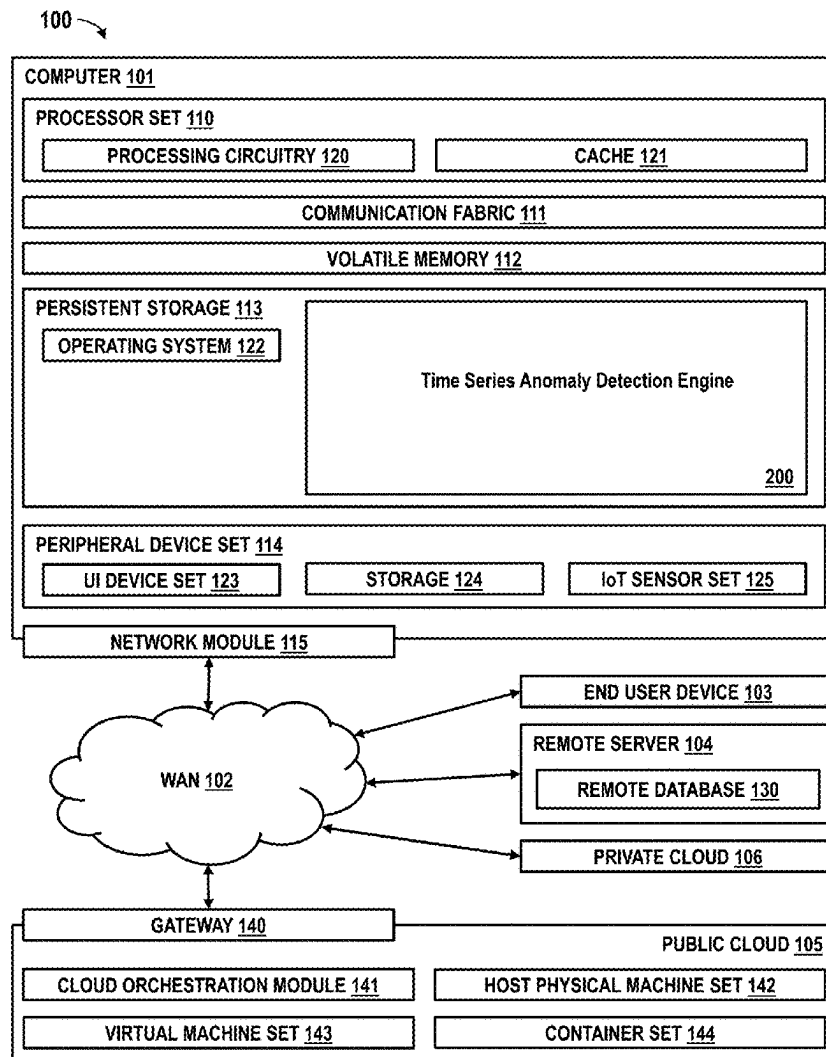 100
COMPUTER 101
PROCESSOR SET 110
PROCESSING CIRCUITRY 120
CACHE 121
COMMUNICATION FABRIC 111
VOLATILE MEMORY 112
PERSISTENT STORAGE 113
OPERATING SYSTEM 122
Time Series Anomaly Detection Engine
200
PERIPHERAL DEVICE SET 114
UI DEVICE SET 123
STORAGE 124
IoT SENSOR SET 125
NETWORK MODULE 115
WAN 102
END USER DEVICE 103
REMOTE SERVER 104
REMOTE DATABASE 130
PRIVATE CLOUD 106
GATEWAY 140
PUBLIC CLOUD 105
CLOUD ORCHESTRATION MODULE 141
HOST PHYSICAL MACHINE SET 142
VIRTUAL MACHINE SET 143
CONTAINER SET 144